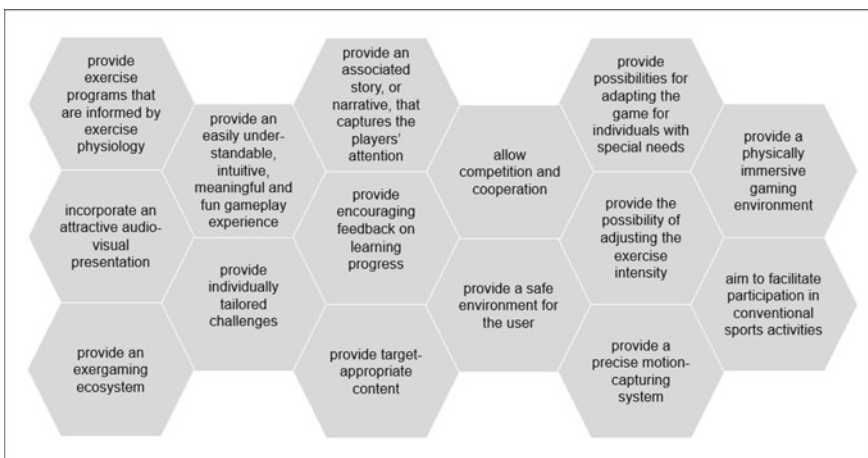 provide
exercise
programs that
are informed by
exercise
physiology
incorporate an
attractive audio-
visual
presentation
provide an
exergaming
ecosystem
provide an
easily under-
standable,
intuitive,
meaningful and
fun gameplay
experience
provide
individually
tailored
challenges
provide an
associated
story, or
narrative, that
captures the
players'
attention
provide
encouraging
feedback on
learning
progress
provide target-
appropriate
content
allow
competition and
cooperation
provide a safe
environment for
the user
provide
possibilities for
adapting the
game for
individuals with
special needs
provide the
possibility of
adjusting the
exercise
intensity
provide a
precise motion-
capturing
system
provide a
physically
immersive
gaming
environment
aim to facilitate
participation in
conventional
sports activities